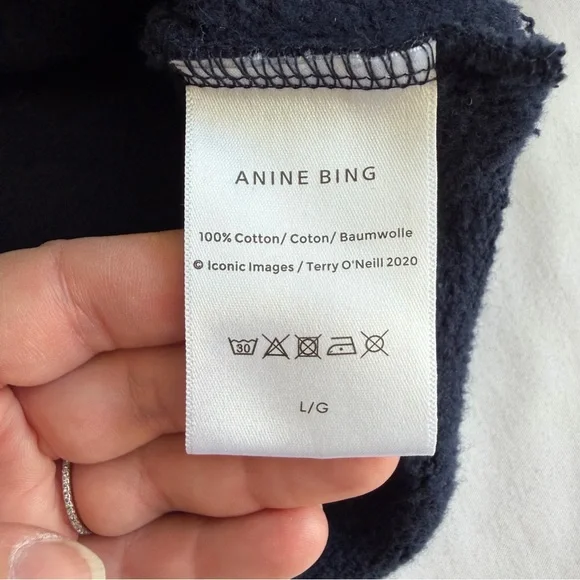 ANINE BING
100% Cotton/ Coton/ Baumwolle
© Iconic Images / Terry O'Neill 2020
30
L/G